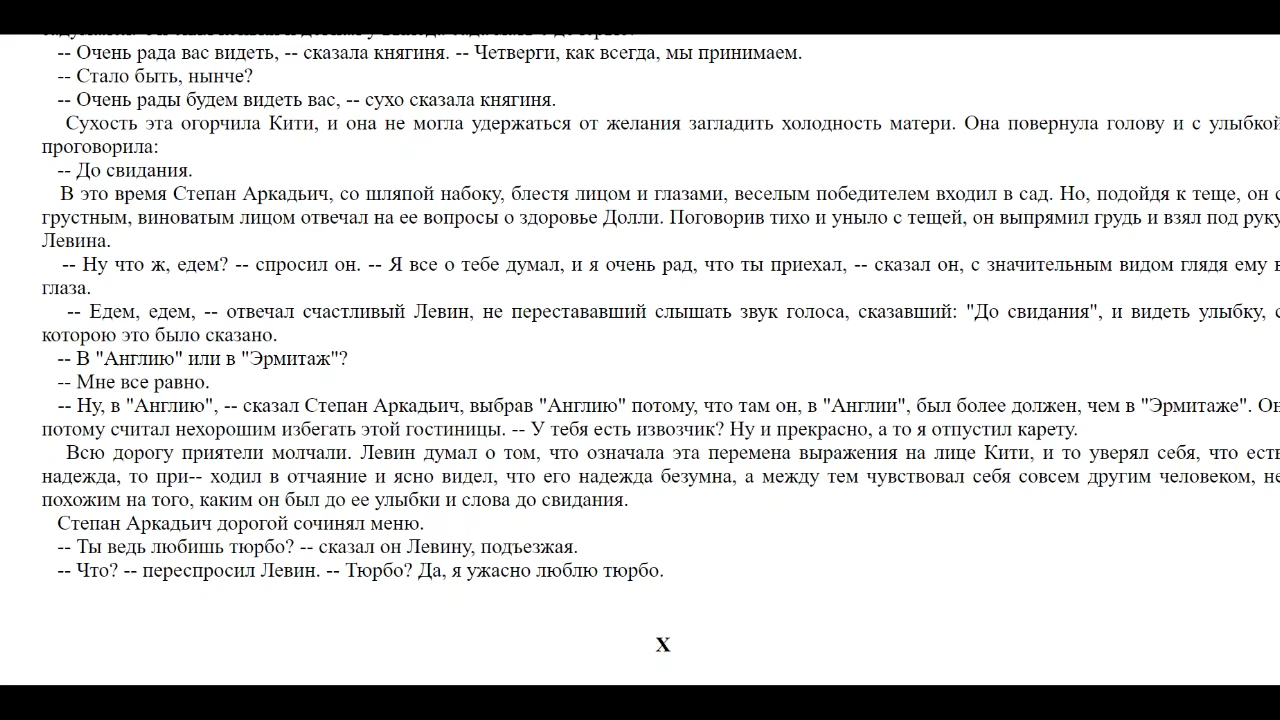 -- Очень рада вас видеть, -- сказала княгиня. -- Четверги, как всегда, мы принимаем.
-- Стало быть, нынче?
-- Очень рады будем видеть вас, -- сухо сказала княгиня.
Сухость эта огорчила Кити, и она не могла удержаться от желания загладить холодность матери. Она повернула голову и с улыбкой
проговорила:
-- До свидания.
В это время Степан Аркадьич, со шляпой набоку, блестя лицом и глазами, веселым победителем входил в сад. Но, подойдя к теще, он с
грустным, виноватым лицом отвечал на ее вопросы о здоровье Долли. Поговорив тихо и уныло с тещей, он выпрямил грудь и взял под руку
Левина.
-- Ну что ж, едем? -- спросил он. -- Я все о тебе думал, и я очень рад, что ты приехал, -- сказал он, с значительным видом глядя ему в
глаза.
-- Едем, едем, -- отвечал счастливый Левин, не перестававший слышать звук голоса, сказавший: "До свидания", и видеть улыбку, с
которою это было сказано.
-- В "Англию" или в "Эрмитаж"?
-- Мне все равно.
-- Ну, в "Англию", -- сказал Степан Аркадьич, выбрав "Англию" потому, что там он, в "Англии", был более должен, чем в "Эрмитаже". Он
потому считал нехорошим избегать этой гостиницы. -- У тебя есть извозчик? Ну и прекрасно, а то я отпустил карету.
Всю дорогу приятели молчали. Левин думал о том, что означала эта перемена выражения на лице Кити, и то уверял себя, что есть
надежда, то при-- ходил в отчаяние и ясно видел, что его надежда безумна, а между тем чувствовал себя совсем другим человеком, не
похожим на того, каким он был до ее улыбки и слова до свидания.
Степан Аркадьич дорогой сочинял меню.
-- Ты ведь любишь тюрбо? -- сказал он Левину, подъезжая.
-- Что? -- переспросил Левин. -- Тюрбо? Да, я ужасно люблю тюрбо.
X